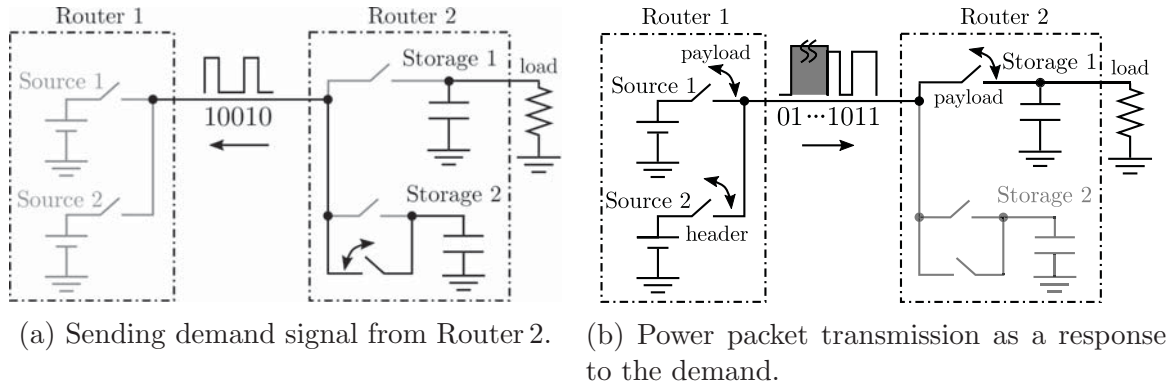 Router 1
Router 2
Source 1
Storage 1
load
10010
Source 2
Storage 2
(a) Sending demand signal from Router 2.
Router 1
Router 2
payload
Source 1
Storage 1
load
payload
01···1011
Source 2
header
Storage 2
(b) Power packet transmission as a response
to the demand.